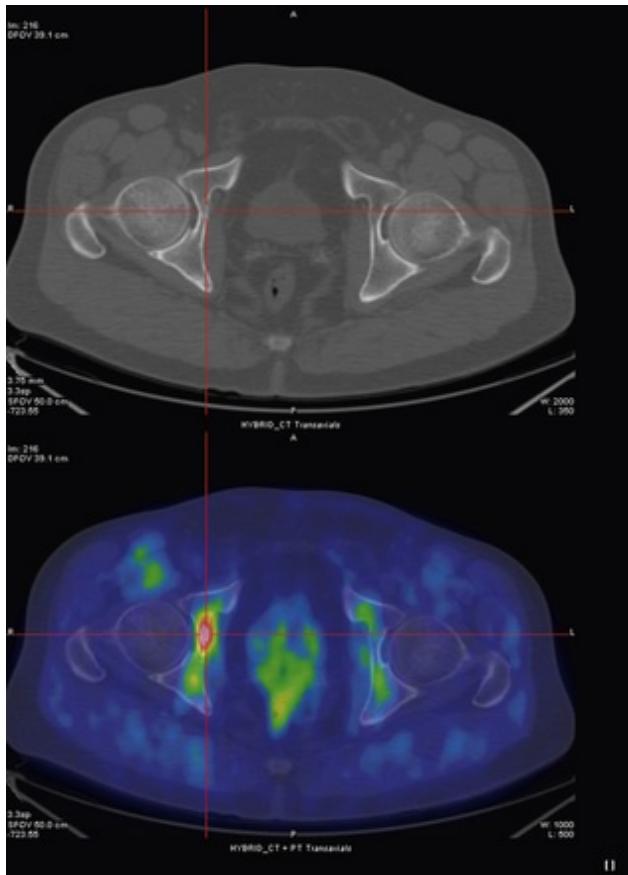 A
Im: 216
DFOV 39.1 cm
R
L
3.75 mm
3.3sp
SFOV 50.0 cm
-723.55
W: 2000
L: 350
P
HYBRID_CT Transaxials
A
Im: 216
DFOV 39.1 cm
R
L
3.3sp
SFOV 50.0 cm
-723.55
W: 1000
L: 500
P
HYBRID_CT + PT Transaxials